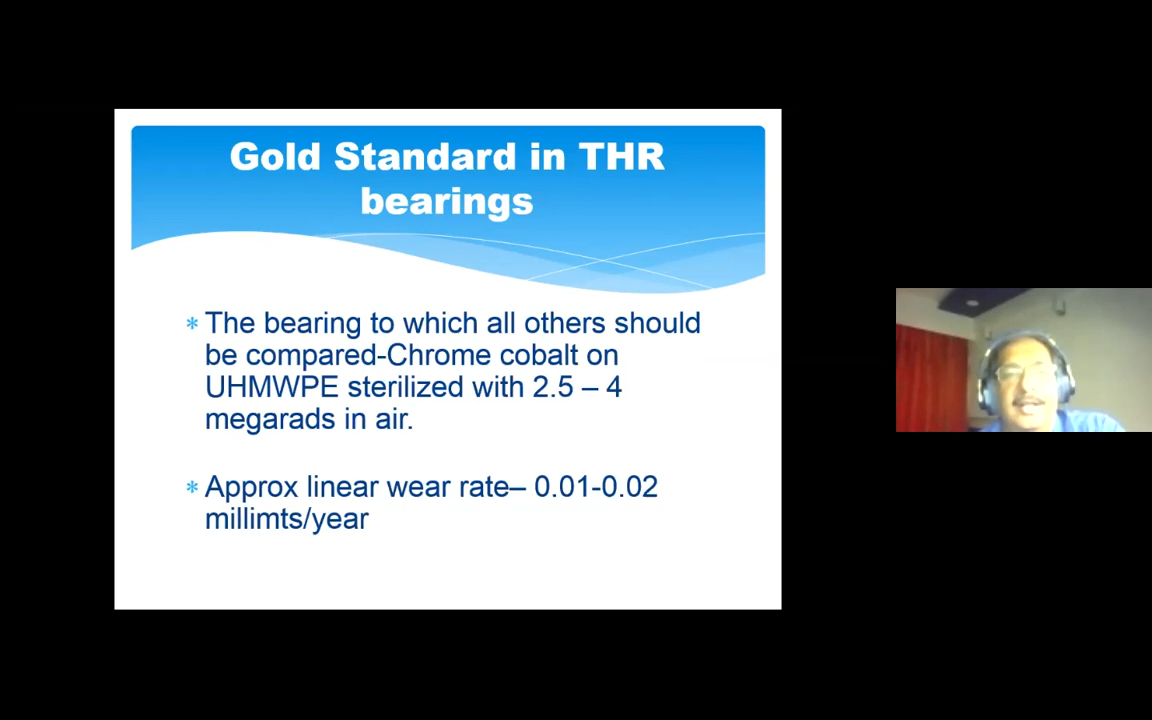 Gold Standard in THR
bearings
* The bearing to which all others should
be compared-Chrome cobalt on
UHMWPE sterilized with 2.5 – 4
megarads in air.
* Approx linear wear rate– 0.01-0.02
millimts/year